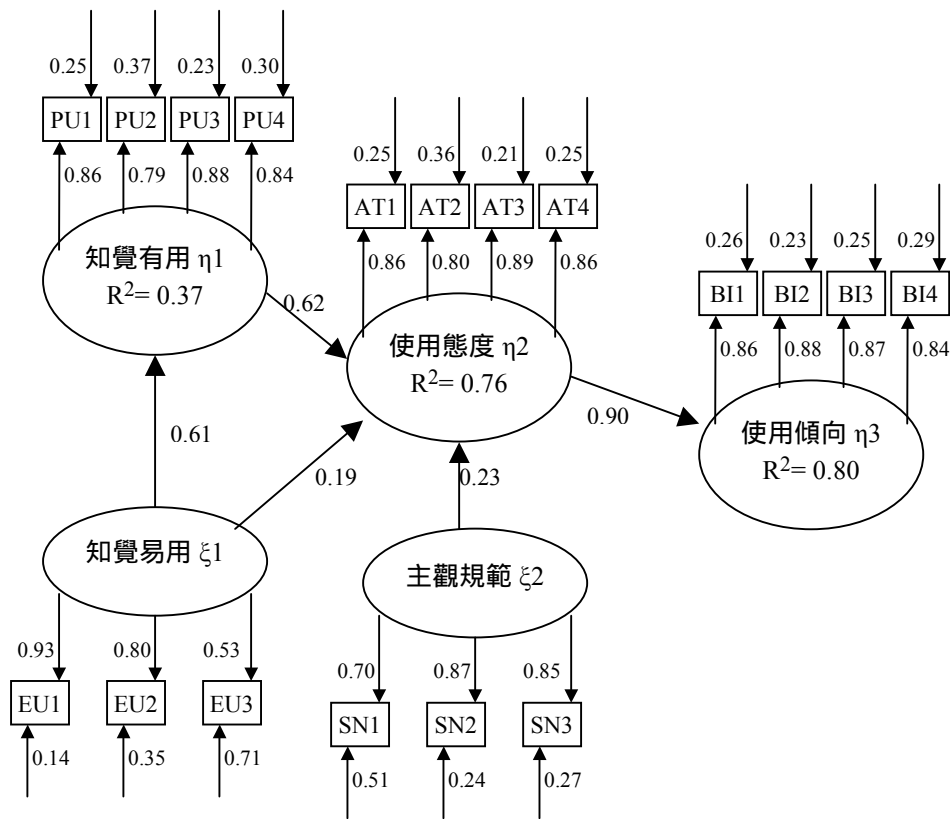 0.25 0.37 0.23 0.30
PU1 PU2 PU3 PU4
0.86 0.79 0.88 0.84
知覺有用 η1
R²= 0.37
0.25 0.36 0.21 0.25
AT1 AT2 AT3 AT4
0.86 0.80 0.89 0.86
使用態度 η2
R²= 0.76
0.26 0.23 0.25 0.29
BI1 BI2 BI3 BI4
0.86 0.88 0.87 0.84
使用傾向 η3
R²= 0.80
0.62
0.90
0.61
0.19
0.23
知覺易用 ξ1
0.93 0.80 0.53
EU1 EU2 EU3
0.14 0.35 0.71
主觀規範 ξ2
0.70 0.87 0.85
SN1 SN2 SN3
0.51 0.24 0.27